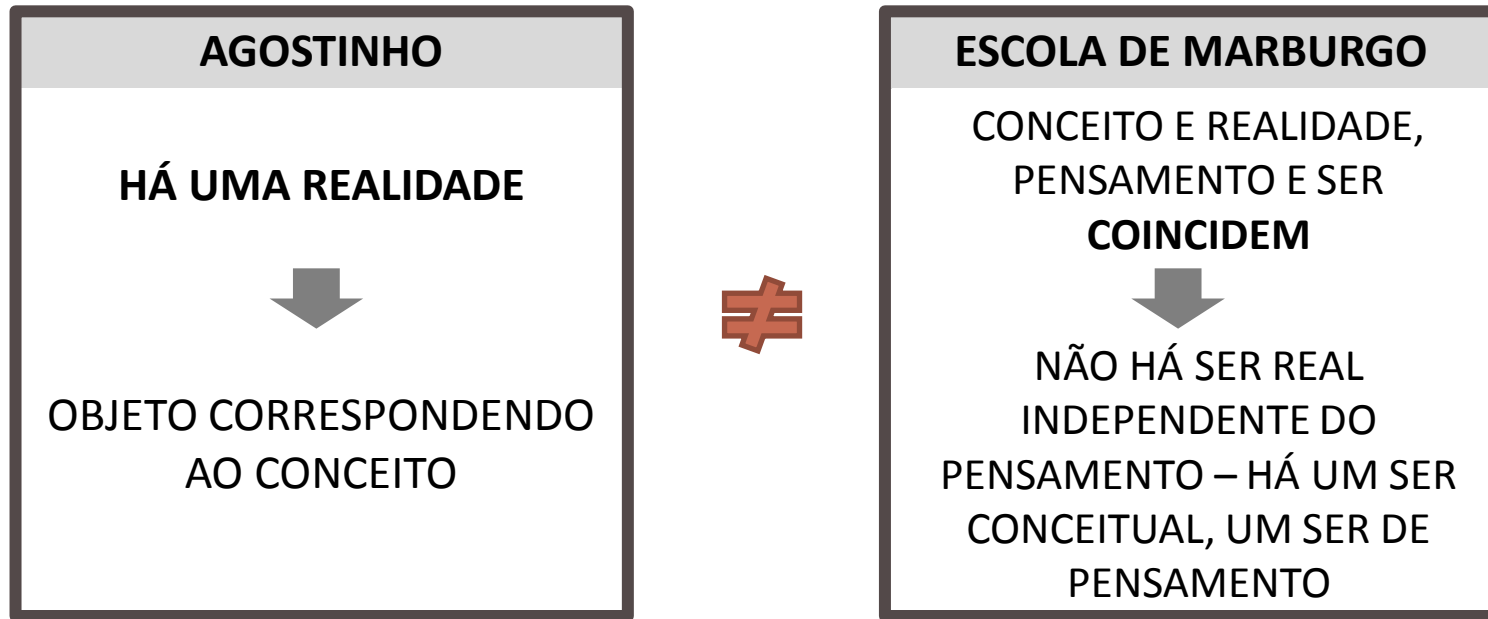 AGOSTINHO
HÁ UMA REALIDADE
OBJETO CORRESPONDENDO
AO CONCEITO
≠
ESCOLA DE MARBURGO
CONCEITO E REALIDADE,
PENSAMENTO E SER
COINCIDEM
NÃO HÁ SER REAL
INDEPENDENTE DO
PENSAMENTO – HÁ UM SER
CONCEITUAL, UM SER DE
PENSAMENTO